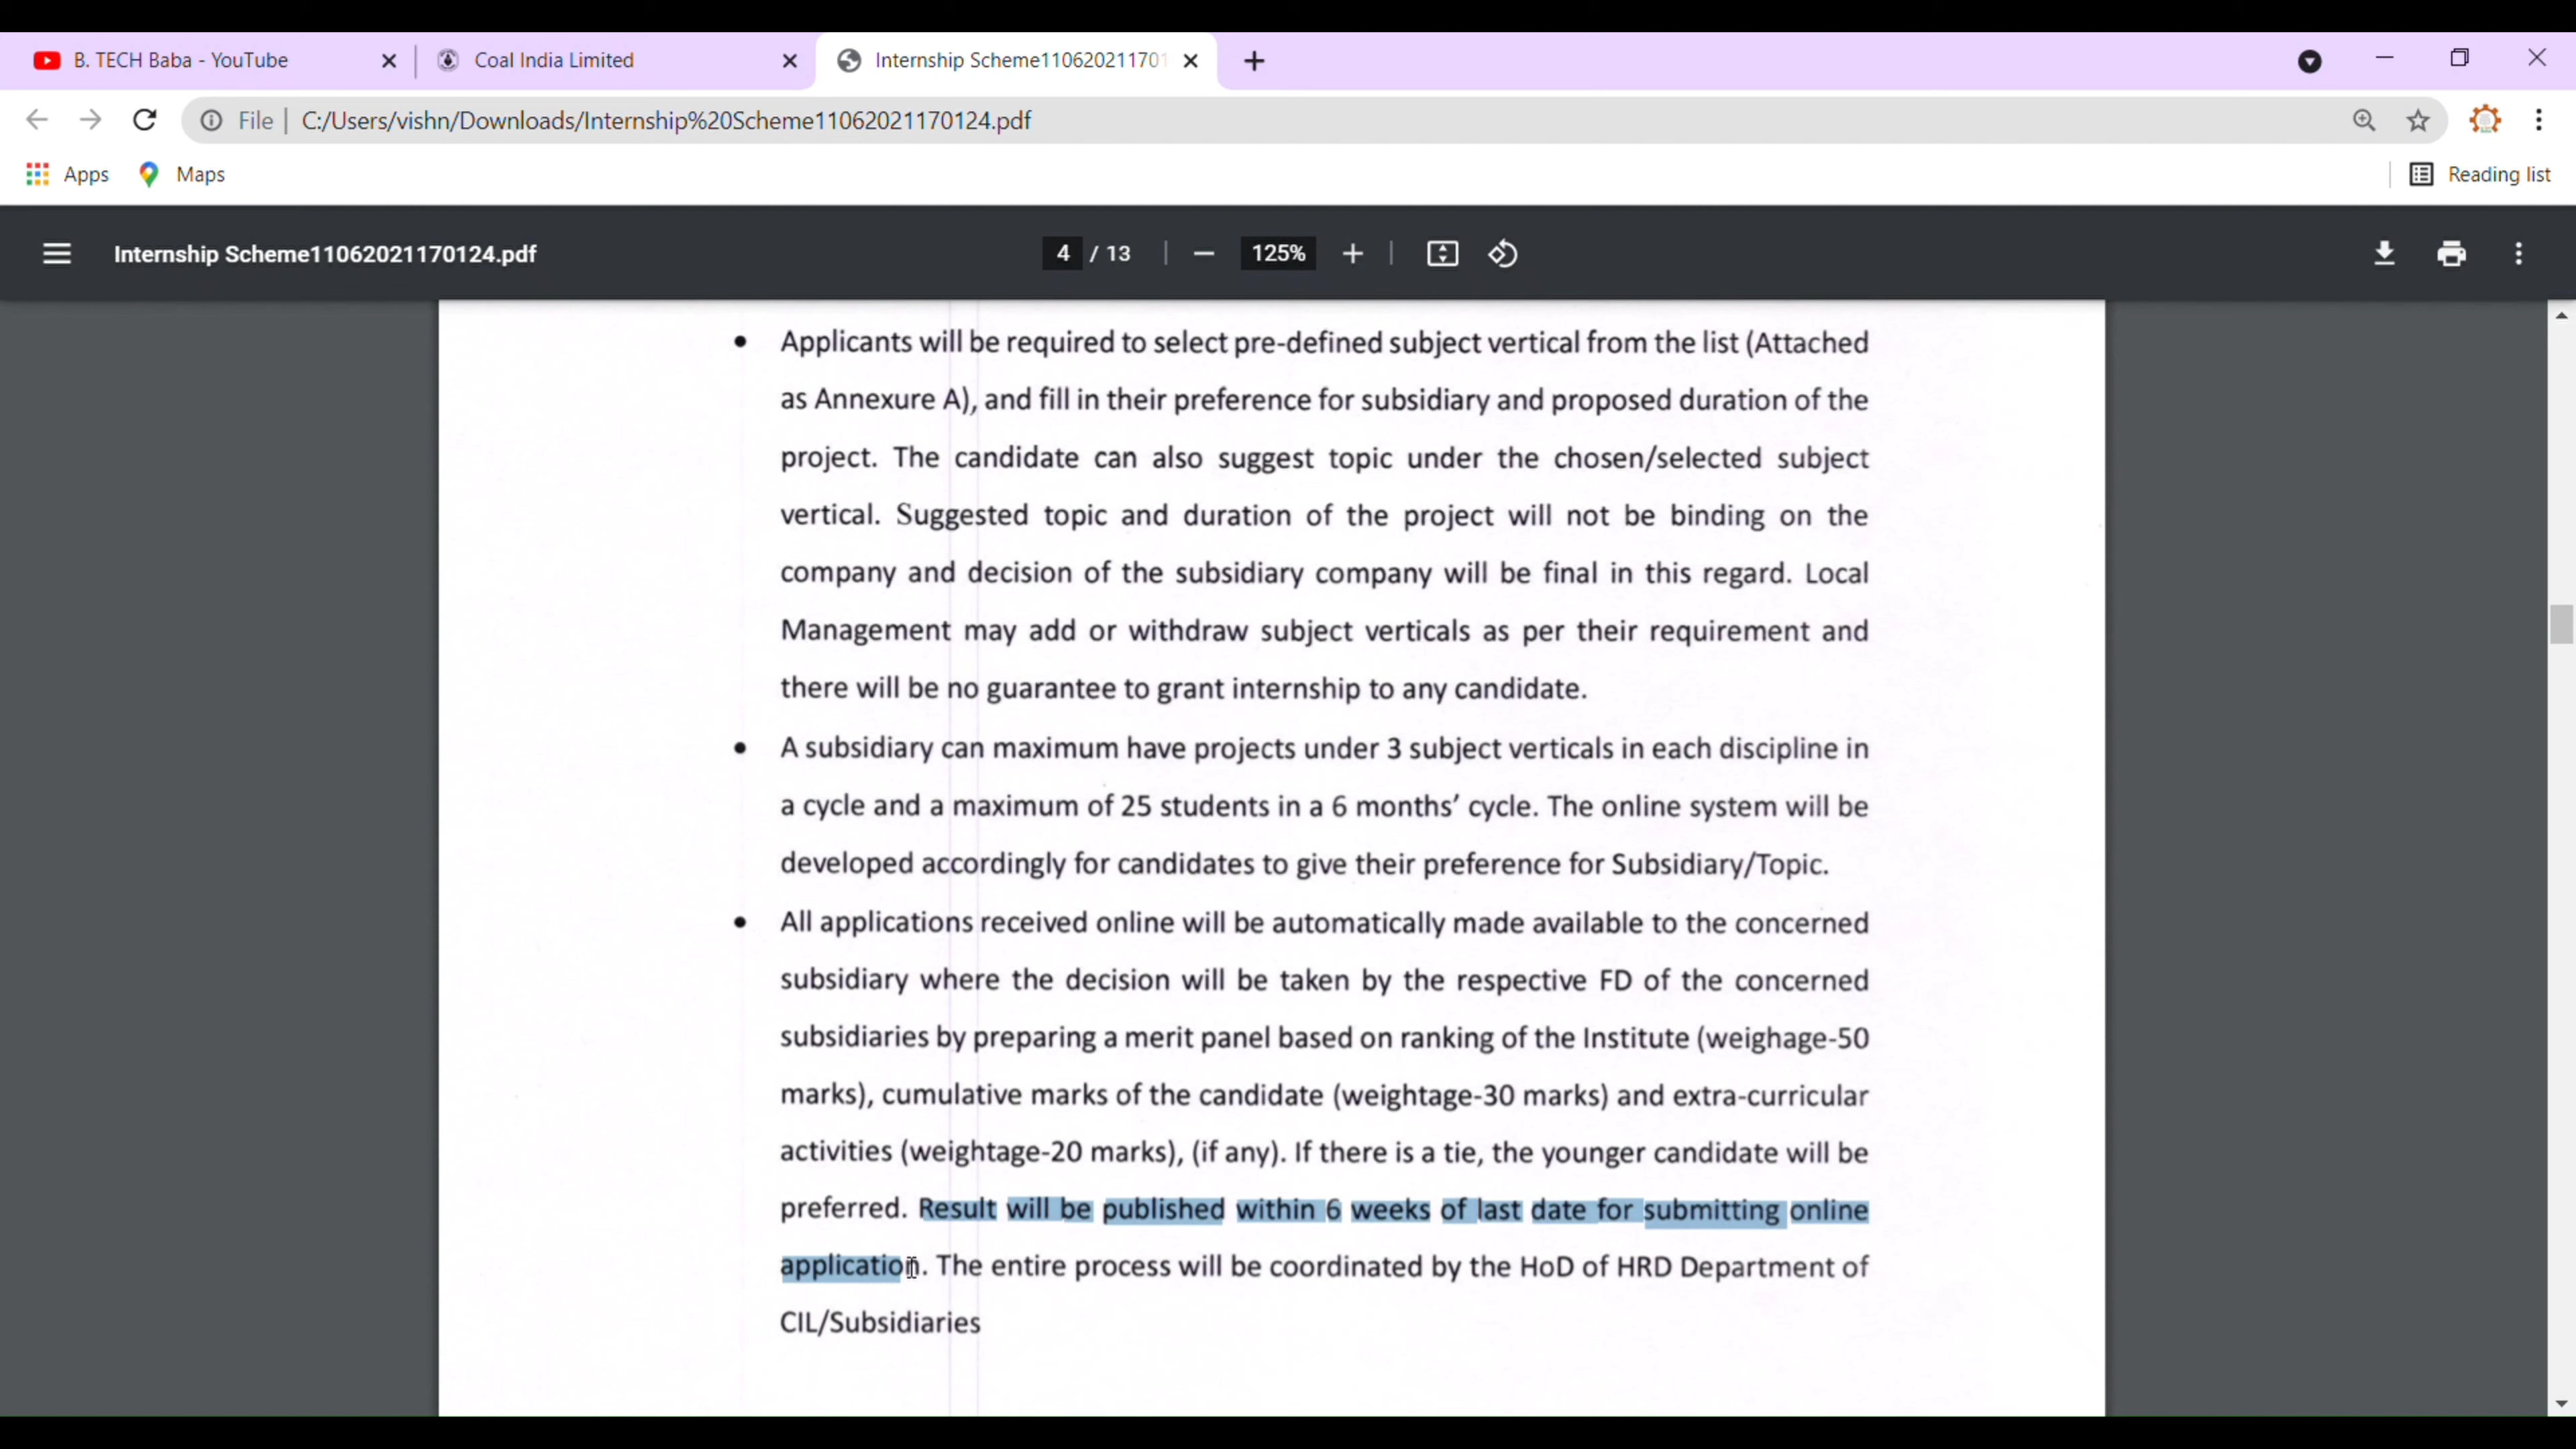 B. TECH Baba - YouTube
Coal India Limited
Internship Scheme11062021170
File
C:/Users/vishn/Downloads/Internship%20Scheme11062021170124.pdf
Apps
Maps
Reading list
Internship Scheme11062021170124.pdf
4 / 13
125%
• Applicants will be required to select pre-defined subject vertical from the list (Attached
as Annexure A), and fill in their preference for subsidiary and proposed duration of the
project. The candidate can also suggest topic under the chosen/selected subject
vertical. Suggested topic and duration of the project will not be binding on the
company and decision of the subsidiary company will be final in this regard. Local
Management may add or withdraw subject verticals as per their requirement and
there will be no guarantee to grant internship to any candidate.
• A subsidiary can maximum have projects under 3 subject verticals in each discipline in
a cycle and a maximum of 25 students in a 6 months’ cycle. The online system will be
developed accordingly for candidates to give their preference for Subsidiary/Topic.
• All applications received online will be automatically made available to the concerned
subsidiary where the decision will be taken by the respective FD of the concerned
subsidiaries by preparing a merit panel based on ranking of the Institute (weighage-50
marks), cumulative marks of the candidate (weightage-30 marks) and extra-curricular
activities (weightage-20 marks), (if any). If there is a tie, the younger candidate will be
preferred. Result will be published within 6 weeks of last date for submitting online
application. The entire process will be coordinated by the HoD of HRD Department of
CIL/Subsidiaries